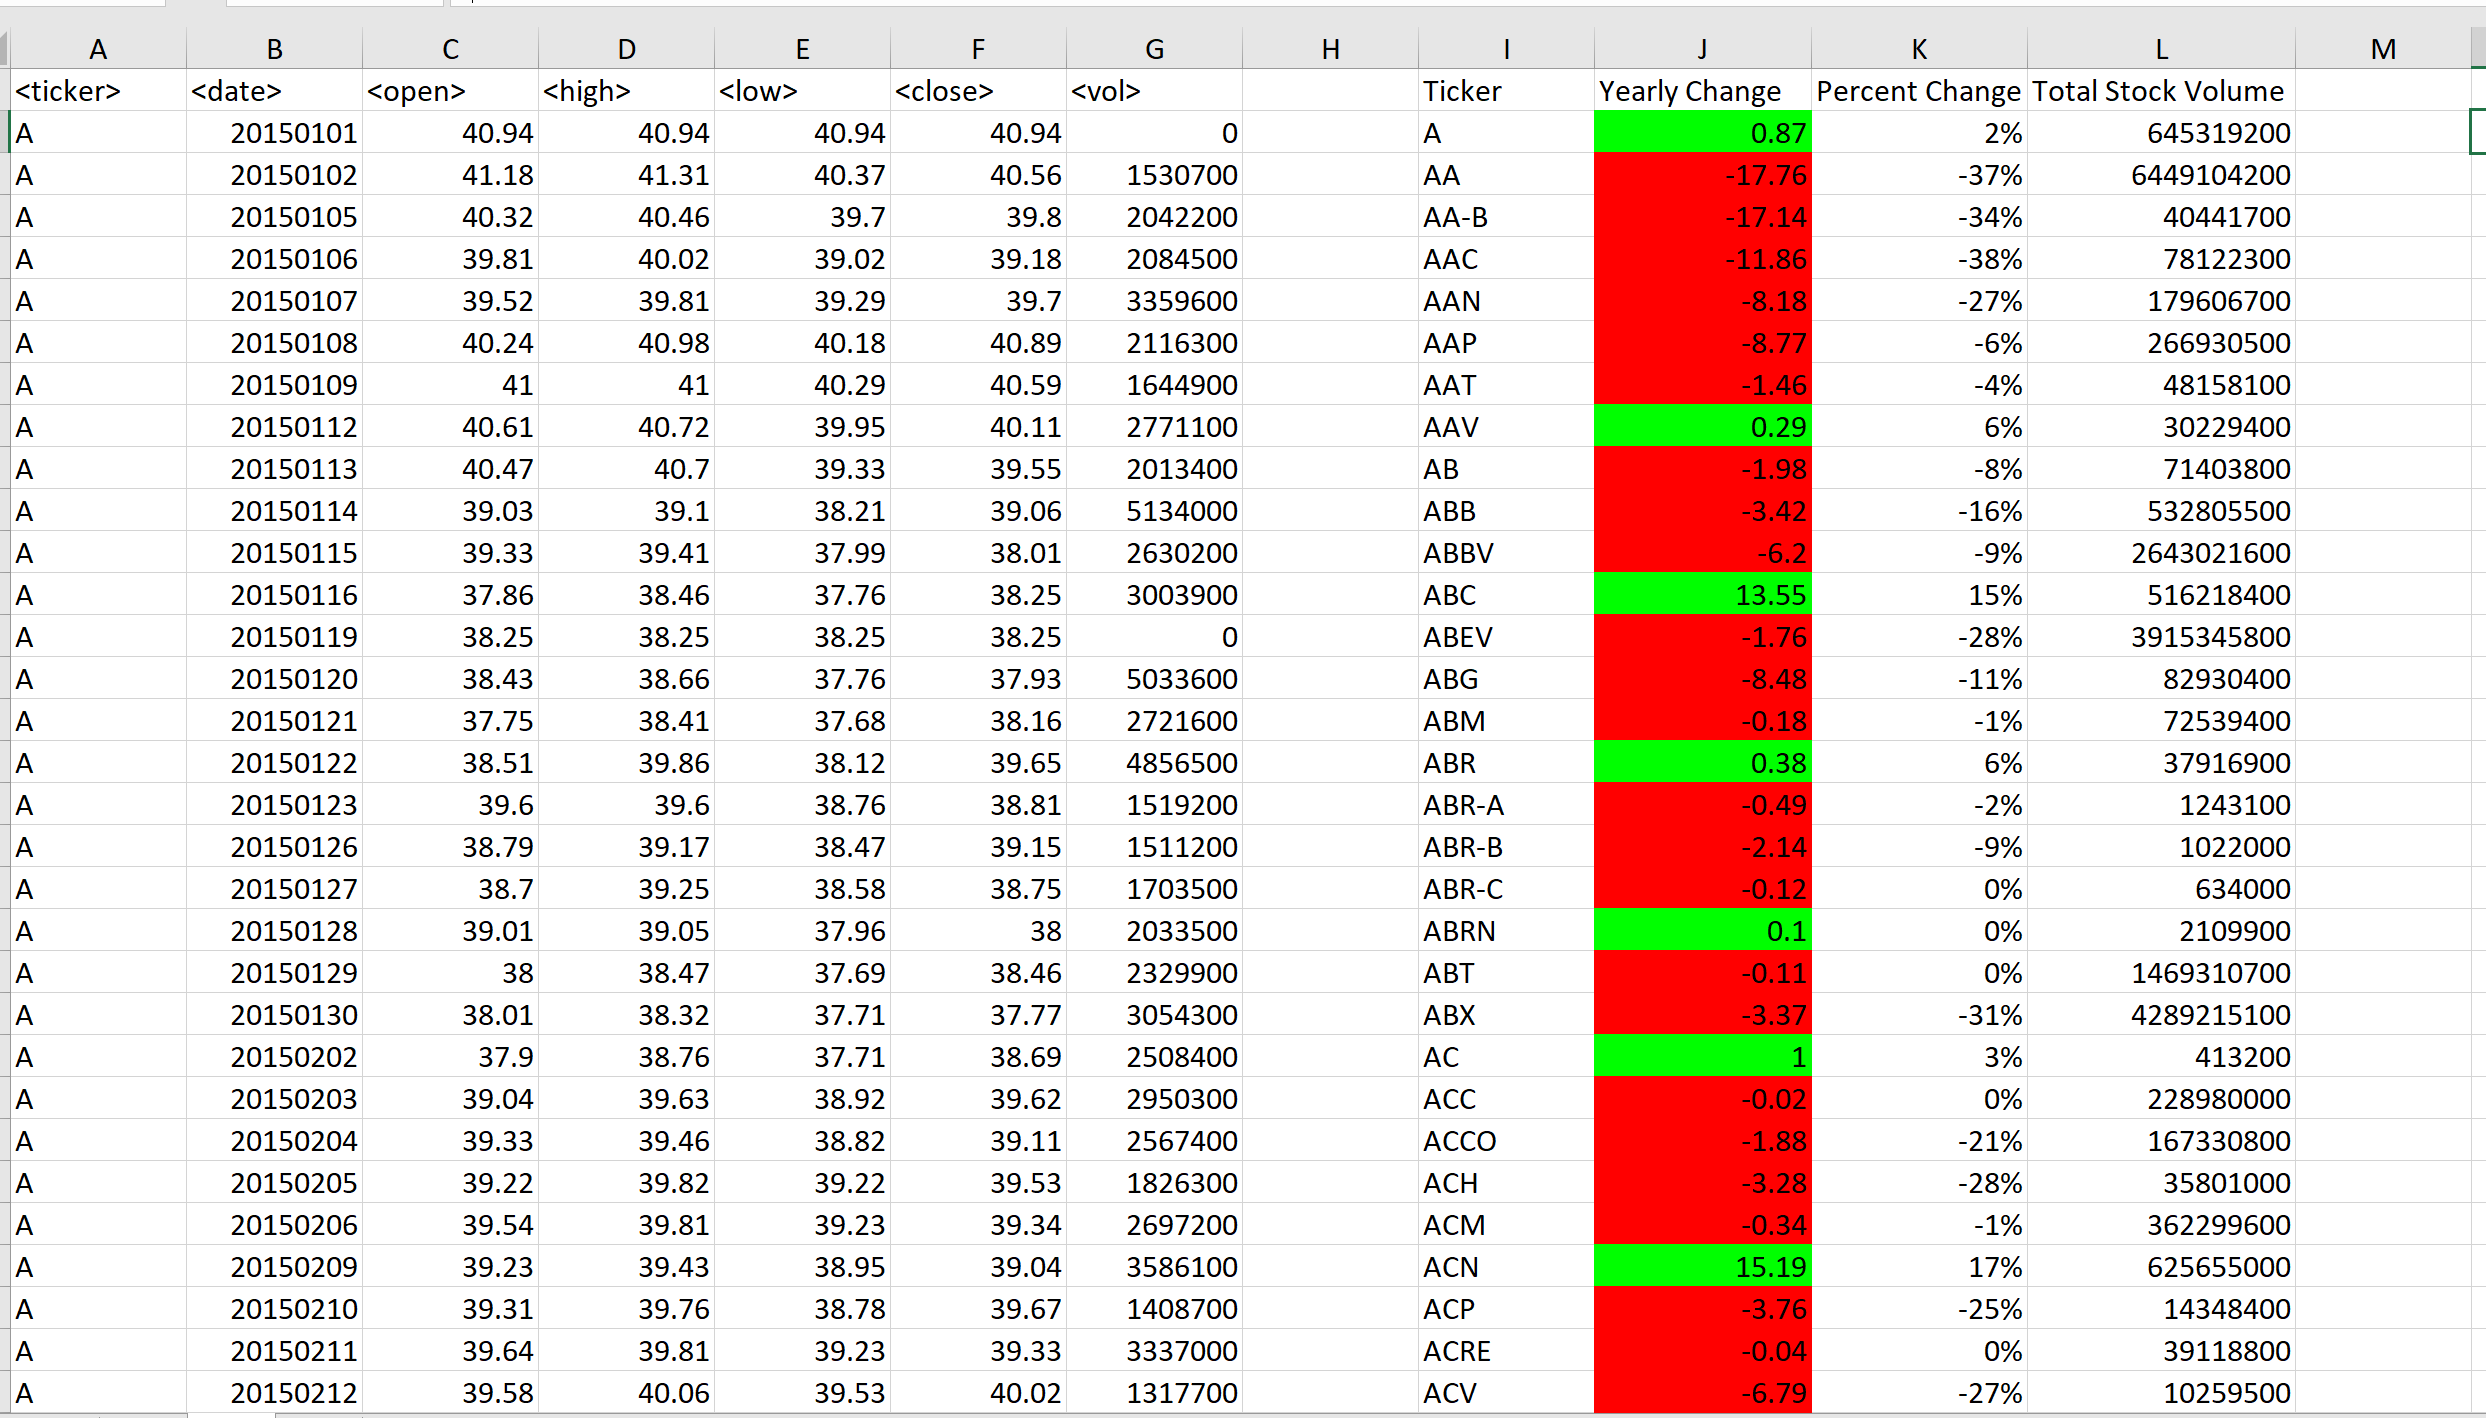 A B C D E F G H I J K L M
<ticker> <date> <open> <high> <low> <close> <vol> Ticker Yearly Change Percent Change Total Stock Volume
A 20150101 40.94 40.94 40.94 40.94 0 A 0.87 2% 645319200
A 20150102 41.18 41.31 40.37 40.56 1530700 AA -17.76 -37% 6449104200
A 20150105 40.32 40.46 39.7 39.8 2042200 AA-B -17.14 -34% 40441700
A 20150106 39.81 40.02 39.02 39.18 2084500 AAC -11.86 -38% 78122300
A 20150107 39.52 39.81 39.29 39.7 3359600 AAN -8.18 -27% 179606700
A 20150108 40.24 40.98 40.18 40.89 2116300 AAP -8.77 -6% 266930500
A 20150109 41 41 40.29 40.59 1644900 AAT -1.46 -4% 48158100
A 20150112 40.61 40.72 39.95 40.11 2771100 AAV 0.29 6% 30229400
A 20150113 40.47 40.7 39.33 39.55 2013400 AB -1.98 -8% 71403800
A 20150114 39.03 39.1 38.21 39.06 5134000 ABB -3.42 -16% 532805500
A 20150115 39.33 39.41 37.99 38.01 2630200 ABBV -6.2 -9% 2643021600
A 20150116 37.86 38.46 37.76 38.25 3003900 ABC 13.55 15% 516218400
A 20150119 38.25 38.25 38.25 38.25 0 ABEV -1.76 -28% 3915345800
A 20150120 38.43 38.66 37.76 37.93 5033600 ABG -8.48 -11% 82930400
A 20150121 37.75 38.41 37.68 38.16 2721600 ABM -0.18 -1% 72539400
A 20150122 38.51 39.86 38.12 39.65 4856500 ABR 0.38 6% 37916900
A 20150123 39.6 39.6 38.76 38.81 1519200 ABR-A -0.49 -2% 1243100
A 20150126 38.79 39.17 38.47 39.15 1511200 ABR-B -2.14 -9% 1022000
A 20150127 38.7 39.25 38.58 38.75 1703500 ABR-C -0.12 0% 634000
A 20150128 39.01 39.05 37.96 38 2033500 ABRN 0.1 0% 2109900
A 20150129 38 38.47 37.69 38.46 2329900 ABT -0.11 0% 1469310700
A 20150130 38.01 38.32 37.71 37.77 3054300 ABX -3.37 -31% 4289215100
A 20150202 37.9 38.76 37.71 38.69 2508400 AC 1 3% 413200
A 20150203 39.04 39.63 38.92 39.62 2950300 ACC -0.02 0% 228980000
A 20150204 39.33 39.46 38.82 39.11 2567400 ACCO -1.88 -21% 167330800
A 20150205 39.22 39.82 39.22 39.53 1826300 ACH -3.28 -28% 35801000
A 20150206 39.54 39.81 39.23 39.34 2697200 ACM -0.34 -1% 362299600
A 20150209 39.23 39.43 38.95 39.04 3586100 ACN 15.19 17% 625655000
A 20150210 39.31 39.76 38.78 39.67 1408700 ACP -3.76 -25% 14348400
A 20150211 39.64 39.81 39.23 39.33 3337000 ACRE -0.04 0% 39118800
A 20150212 39.58 40.06 39.53 40.02 1317700 ACV -6.79 -27% 10259500